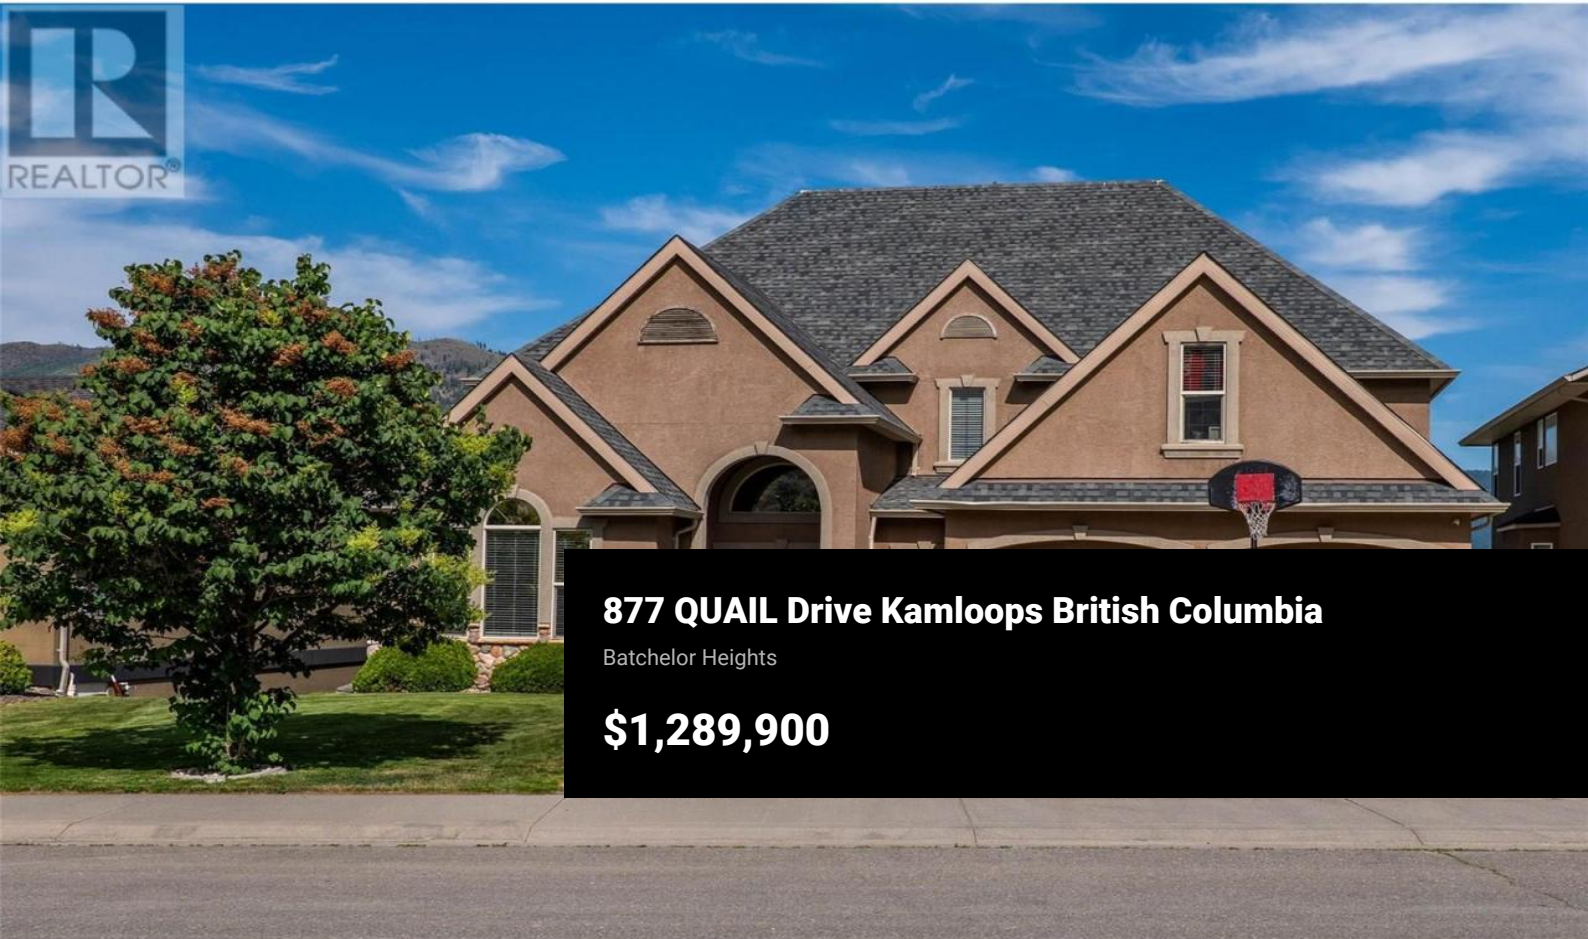 R
REALTOR®
877 QUAIL Drive Kamloops British Columbia
Batchelor Heights
$1,289,900